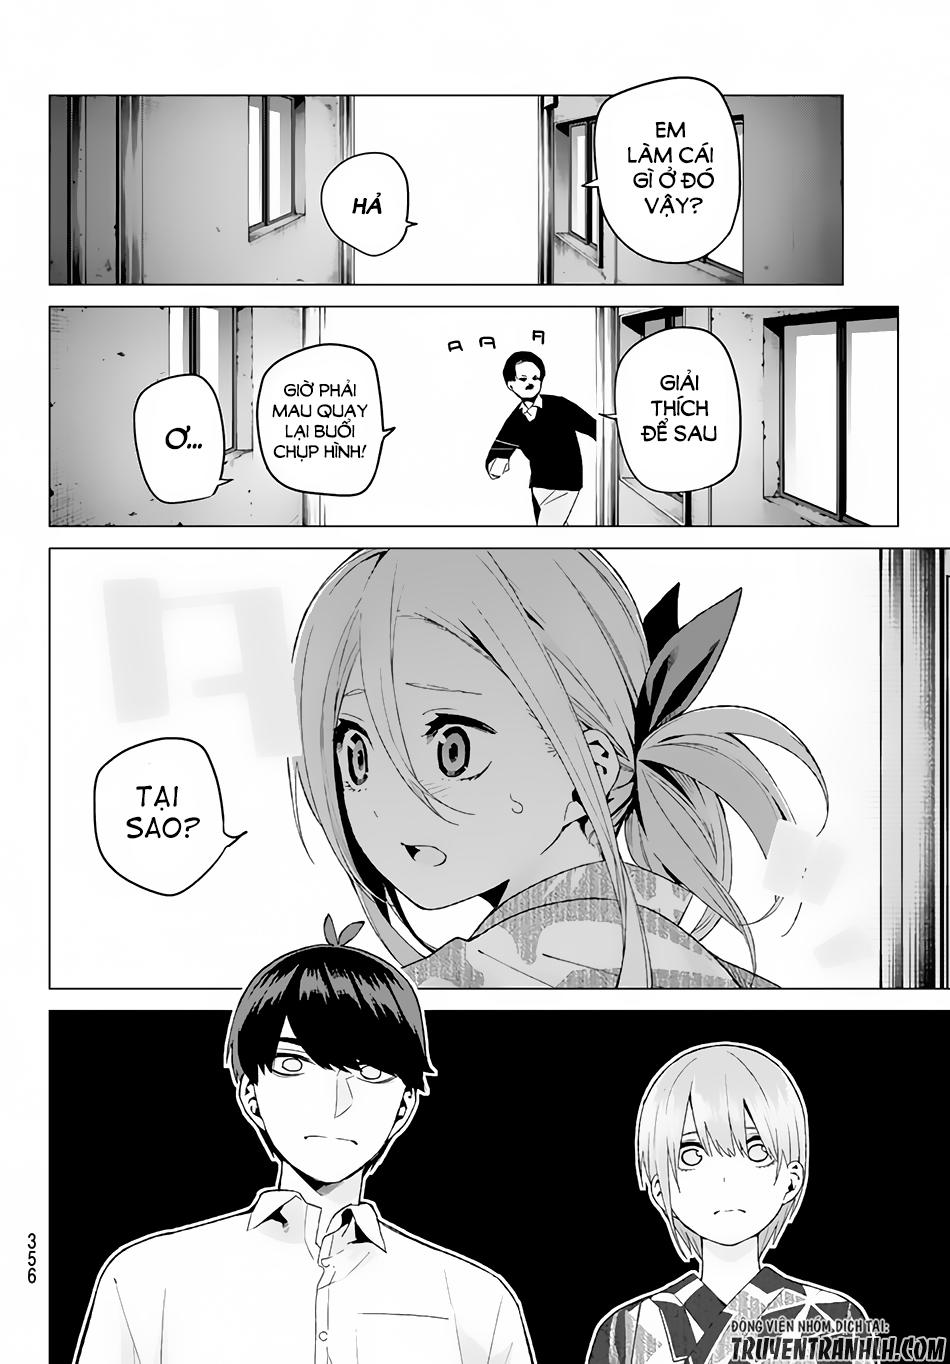 EM
LÀM CÁI
GÌ Ở ĐÓ
VẬY?
HẢ
GIẢI
THÍCH
ĐỂ SAU
GIỜ PHẢI
MAU QUAY
LẠI BUỔI
CHỤP HÌNH!
Ơ...
TẠI
SAO?
356
ĐỘNG VIÊN NHÓM DỊCH TẠI:
TRUYENTRANHLH.COM